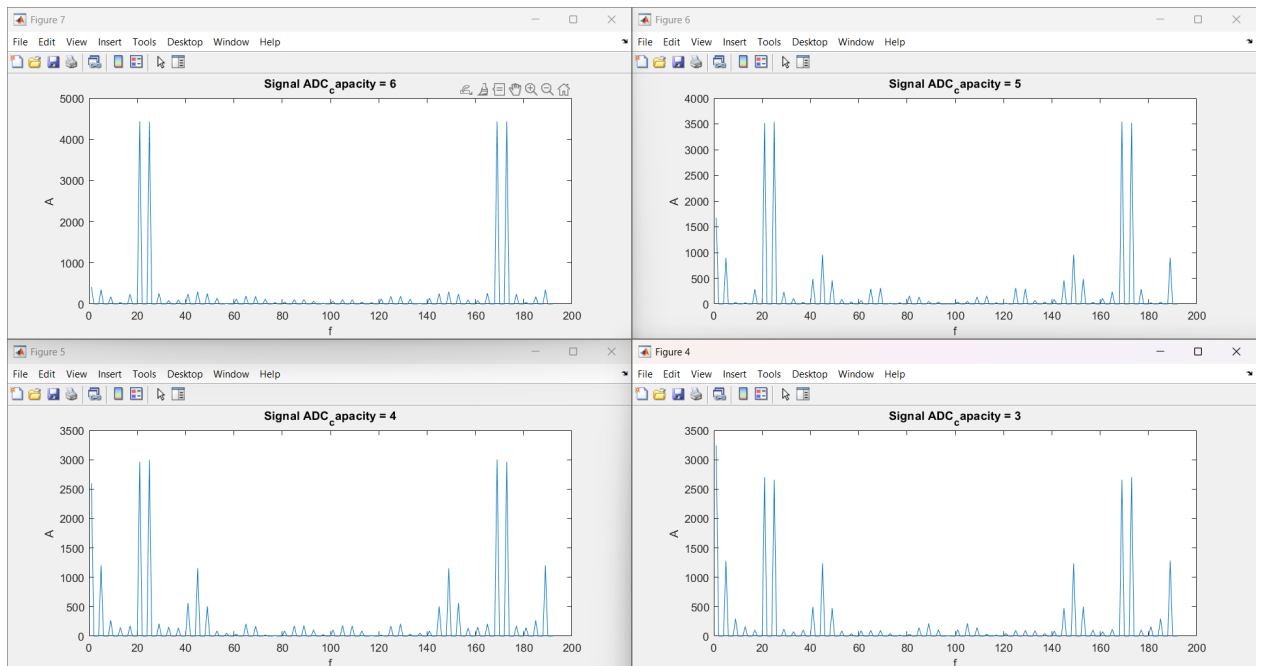 Figure 7
File Edit View Insert Tools Desktop Window Help
Signal ADC_capacity = 6
5000
4000
3000
2000
1000
0
A
0 20 40 60 80 100 120 140 160 180 200
f
Figure 6
File Edit View Insert Tools Desktop Window Help
Signal ADC_capacity = 5
4000
3500
3000
2500
2000
1500
1000
500
0
A
0 20 40 60 80 100 120 140 160 180 200
f
Figure 5
File Edit View Insert Tools Desktop Window Help
Signal ADC_capacity = 4
3500
3000
2500
2000
1500
1000
500
0
A
0 20 40 60 80 100 120 140 160 180 200
f
Figure 4
File Edit View Insert Tools Desktop Window Help
Signal ADC_capacity = 3
3500
3000
2500
2000
1500
1000
500
0
A
0 20 40 60 80 100 120 140 160 180 200
f